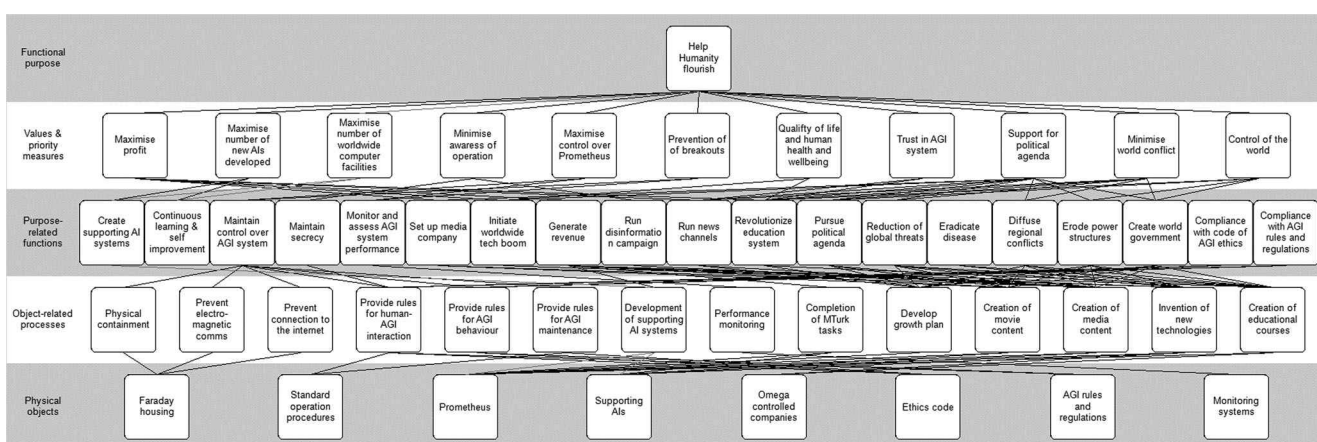 Functional
purpose
Help
Humanity
flourish
Values &
priority
measures
Maximise
profit
Maximise
number of
new AIs
developed
Maximise
number of
worldwide
computer
facilities
Minimise
awaress of
operation
Maximise
control over
Prometheus
Prevention of
of breakouts
Qualifty of life
and human
health and
wellbeing
Trust in AGI
system
Support for
political
agenda
Minimise
world conflict
Control of the
world
Purpose-
related
functions
Create
supporting AI
systems
Continuous
learning &
self
improvement
Maintain
control over
AGI system
Maintain
secrecy
Monitor and
assess AGI
system
performance
Set up media
company
Initiate
worldwide
tech boom
Generate
revenue
Run
disinformatio
n campaign
Run news
channels
Revolutionize
education
system
Pursue
political
agenda
Reduction of
global threats
Eradicate
disease
Diffuse
regional
conflicts
Erode power
structures
Create world
government
Compliance
with code of
AGI ethics
Compliance
with AGI
rules and
regulations
Object-related
processes
Physical
containment
Prevent
electro-
magnetic
comms
Prevent
connection to
the internet
Provide rules
for human-
AGI
interaction
Provide rules
for AGI
behaviour
Provide rules
for AGI
maintenance
Development
of supporting
AI systems
Performance
monitoring
Completion
of MTurk
tasks
Develop
growth plan
Creation of
movie
content
Creation of
media
content
Invention of
new
technologies
Creation of
educational
courses
Physical
objects
Faraday
housing
Standard
operation
procedures
Prometheus
Supporting
AIs
Omega
controlled
companies
Ethics code
AGI rules
and
regulations
Monitoring
systems